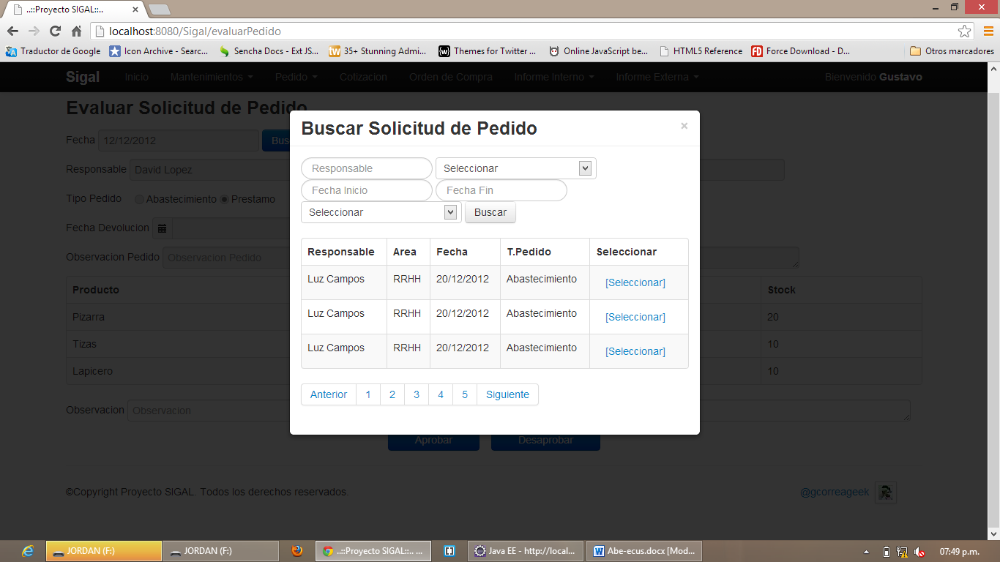 ..::Proyecto SIGAL::..
localhost:8080/Sigal/evaluarPedido
Traductor de Google
Icon Archive - Searc...
Sencha Docs - Ext JS...
35+ Stunning Admi...
Themes for Twitter ...
Online JavaScript be...
HTML5 Reference
Force Download - D...
Otros marcadores
Sigal Inicio Mantenimientos Pedido Cotizacion Orden de Compra Informe Interno Informe Externa Bienvenido Gustavo
Evaluar Solicitud de Pedido
Fecha 12/12/2012
Responsable David Lopez
Tipo Pedido Abastecimiento Prestamo
Fecha Devolucion
Observacion Pedido Observacion Pedido
Producto Stock
Pizarra 20
Tizas 10
Lapicero 10
Observacion Observacion
Buscar Solicitud de Pedido ×
Responsable Seleccionar
Fecha Inicio Fecha Fin
Seleccionar Buscar
Responsable Area Fecha T.Pedido Seleccionar
Luz Campos RRHH 20/12/2012 Abastecimiento [Seleccionar]
Luz Campos RRHH 20/12/2012 Abastecimiento [Seleccionar]
Luz Campos RRHH 20/12/2012 Abastecimiento [Seleccionar]
Anterior 1 2 3 4 5 Siguiente
Aprobar Desaprobar
©Copyright Proyecto SIGAL. Todos los derechos reservados.
@gcorreageek
JORDAN (F:)
JORDAN (F:)
..::Proyecto SIGAL::.. ...
Java EE - http://local...
Abe-ecus.docx [Mod...
07:49 p.m.